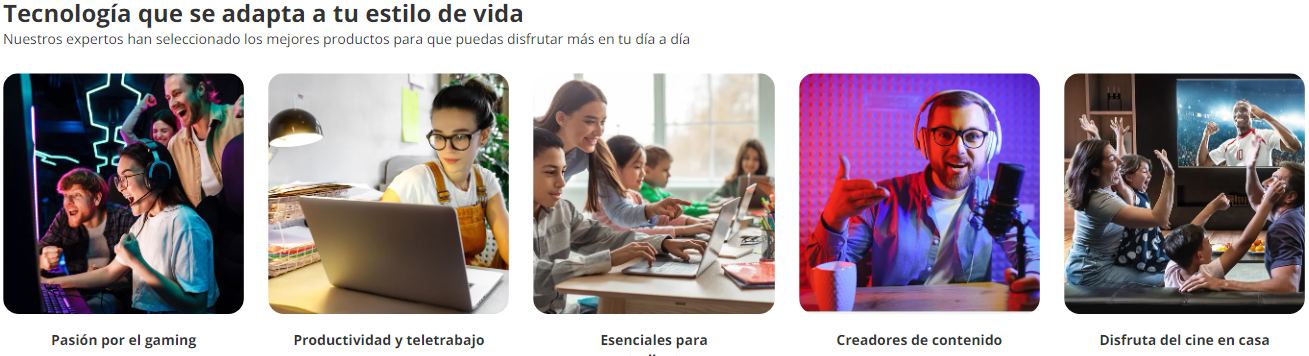 Tecnología que se adapta a tu estilo de vida
Nuestros expertos han seleccionado los mejores productos para que puedas disfrutar más en tu día a día
Pasión por el gaming
Productividad y teletrabajo
Esenciales para
Creadores de contenido
Disfruta del cine en casa